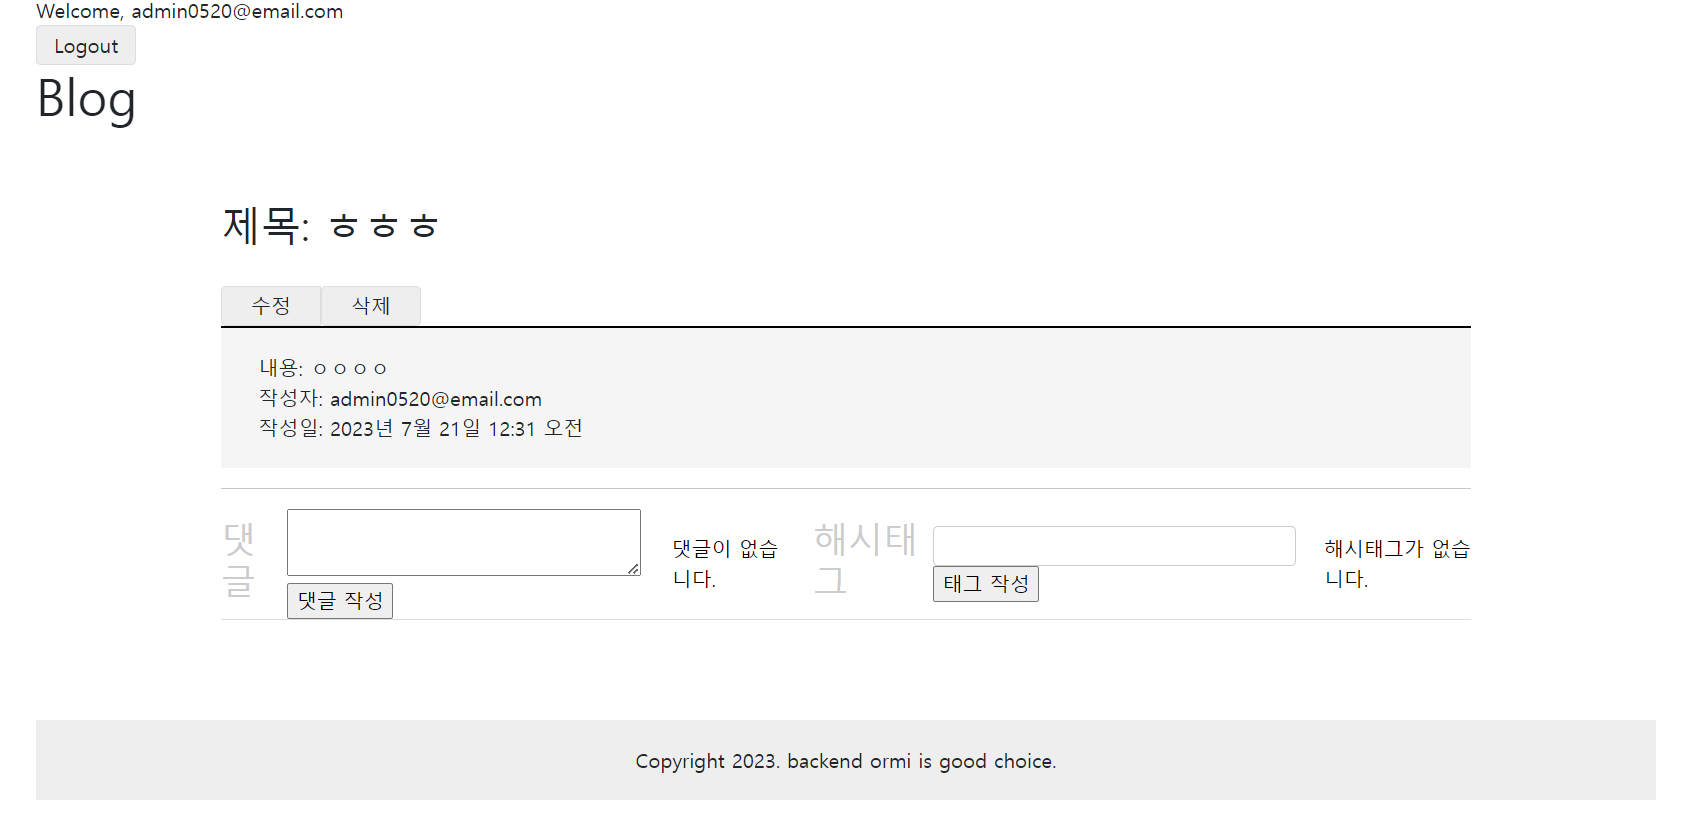 Welcome, admin0520@email.com
Logout
Blog
제목: ㅎㅎㅎ
수정 삭제
내용: ㅇㅇㅇㅇ
작성자: admin0520@email.com
작성일: 2023년 7월 21일 12:31 오전
댓
글
댓글 작성
댓글이 없습
니다.
해시태
그
태그 작성
해시태그가 없습
니다.
Copyright 2023. backend ormi is good choice.